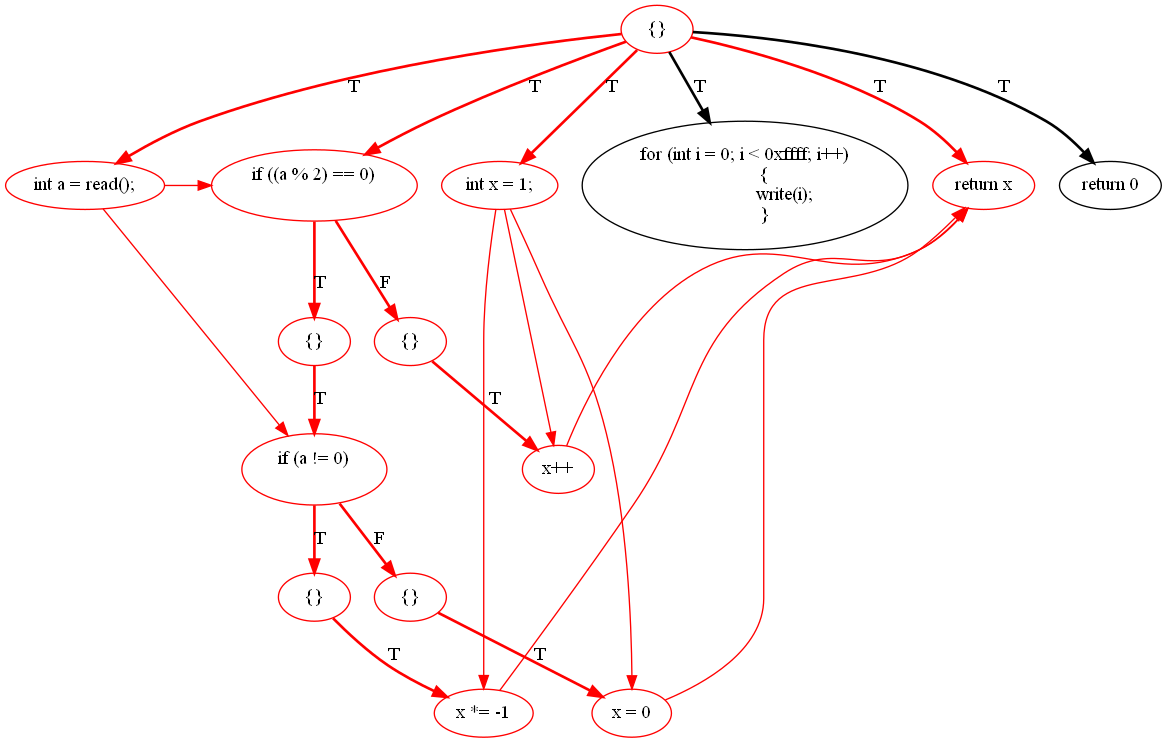 {}
T
T
T
T
T
T
int a = read();
if ((a % 2) == 0)
int x = 1;
for (int i = 0; i < 0xffff; i++)
{
write(i);
}
return x
return 0
T
F
{}
{}
T
T
if (a != 0)
x++
T
F
{}
{}
T
T
x *= -1
x = 0